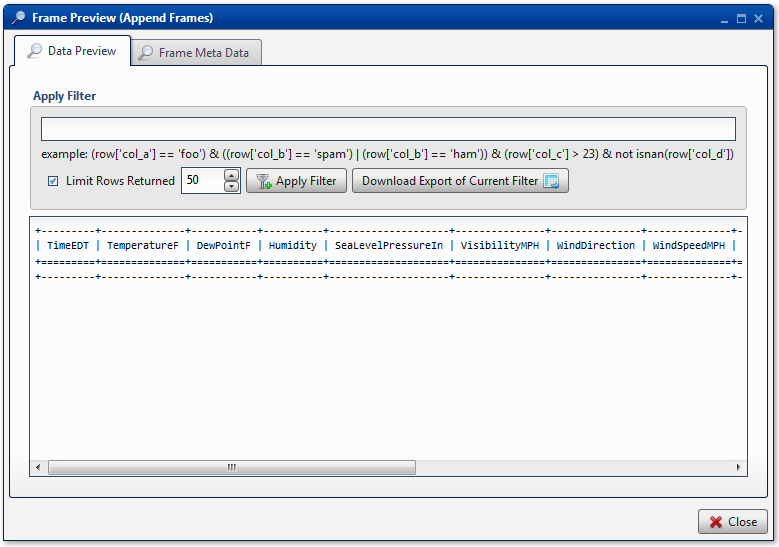 Frame Preview (Append Frames)
Data Preview
Frame Meta Data
Apply Filter
example: (row['col_a'] == 'foo') & ((row['col_b'] == 'spam') | (row['col_b'] == 'ham')) & (row['col_c'] > 23) & not isnan(row['col_d'])
Limit Rows Returned 50 Apply Filter Download Export of Current Filter
+---------+--------------+-----------+----------+--------------------+---------------+---------------+--------------+-
| TimeEDT | TemperatureF | DewPointF | Humidity | SeaLevelPressureIn | VisibilityMPH | WindDirection | WindSpeedMPH |
+=========+==============+===========+==========+====================+===============+===============+==============+=
+---------+--------------+-----------+----------+--------------------+---------------+---------------+--------------+-
Close